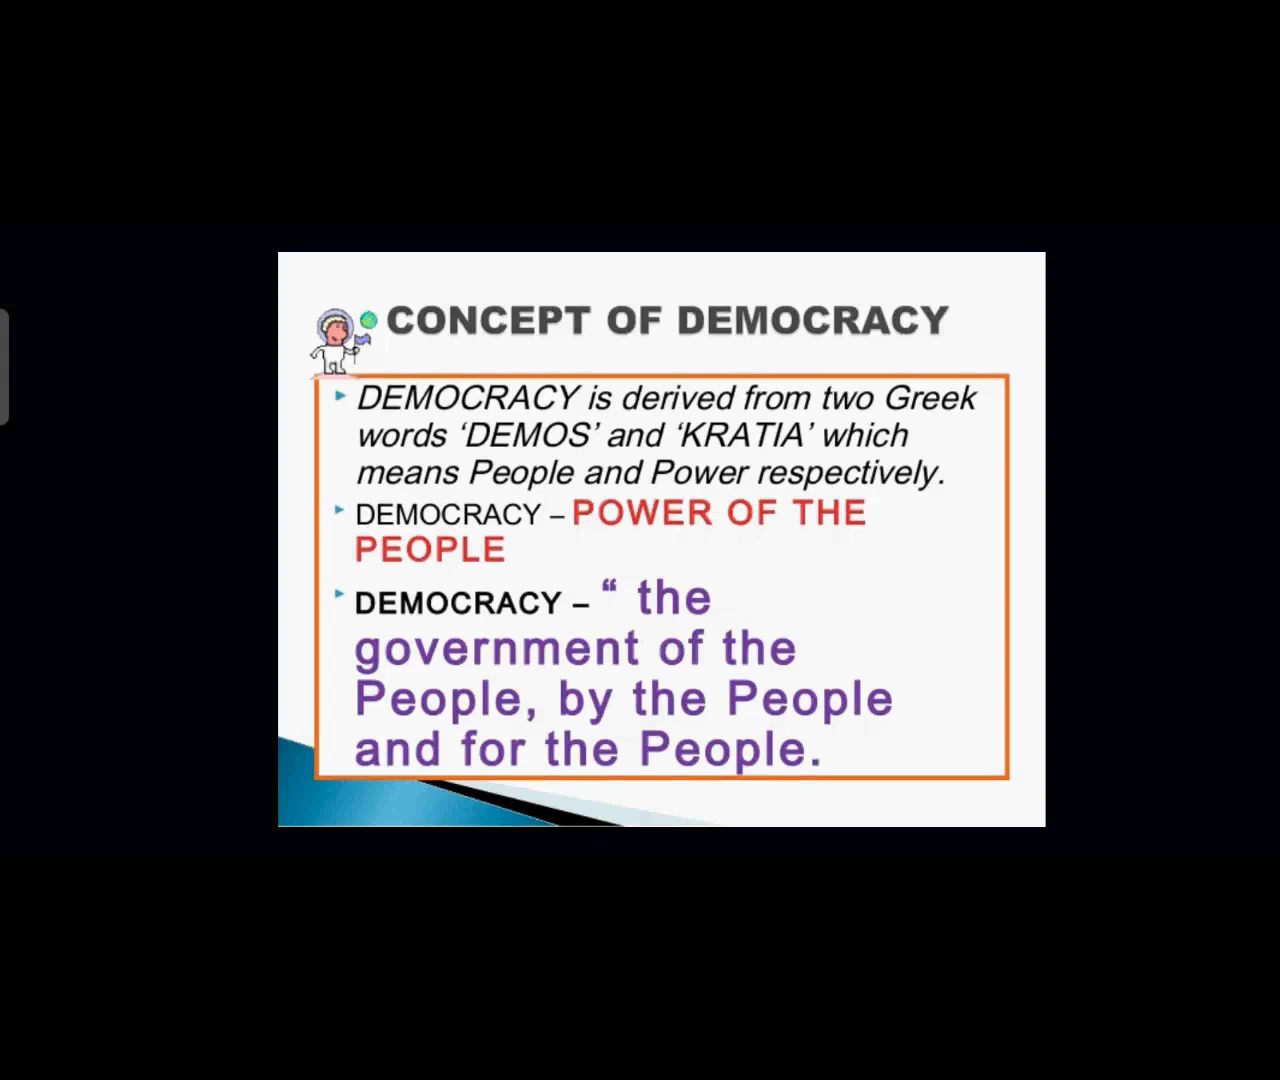 CONCEPT OF DEMOCRACY
DEMOCRACY is derived from two Greek
words ‘DEMOS’ and ‘KRATIA’ which
means People and Power respectively.
DEMOCRACY – POWER OF THE
PEOPLE
DEMOCRACY – “ the
government of the
People, by the People
and for the People.